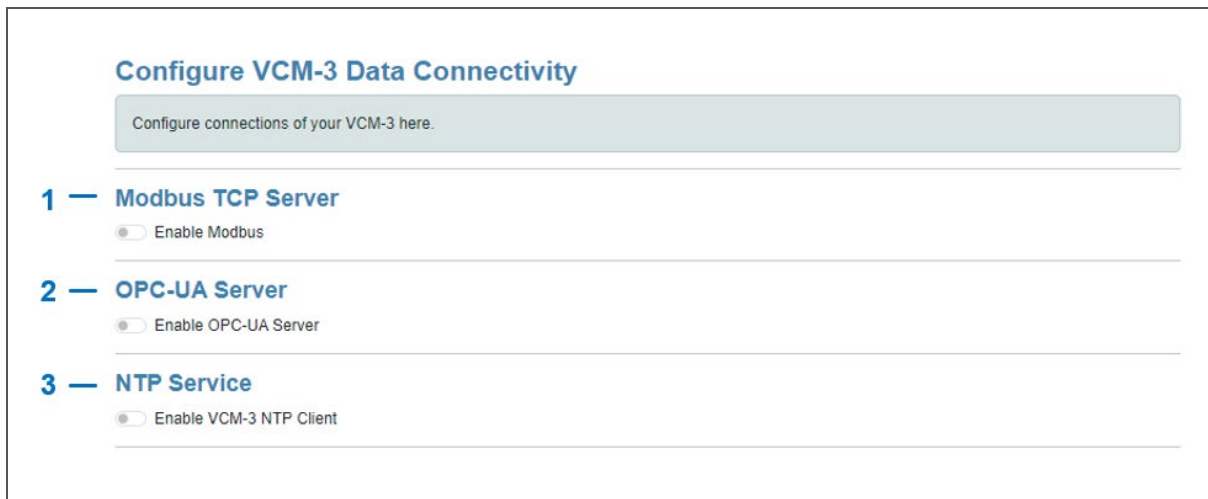 Configure VCM-3 Data Connectivity
Configure connections of your VCM-3 here.
1 — Modbus TCP Server
Enable Modbus
2 — OPC-UA Server
Enable OPC-UA Server
3 — NTP Service
Enable VCM-3 NTP Client